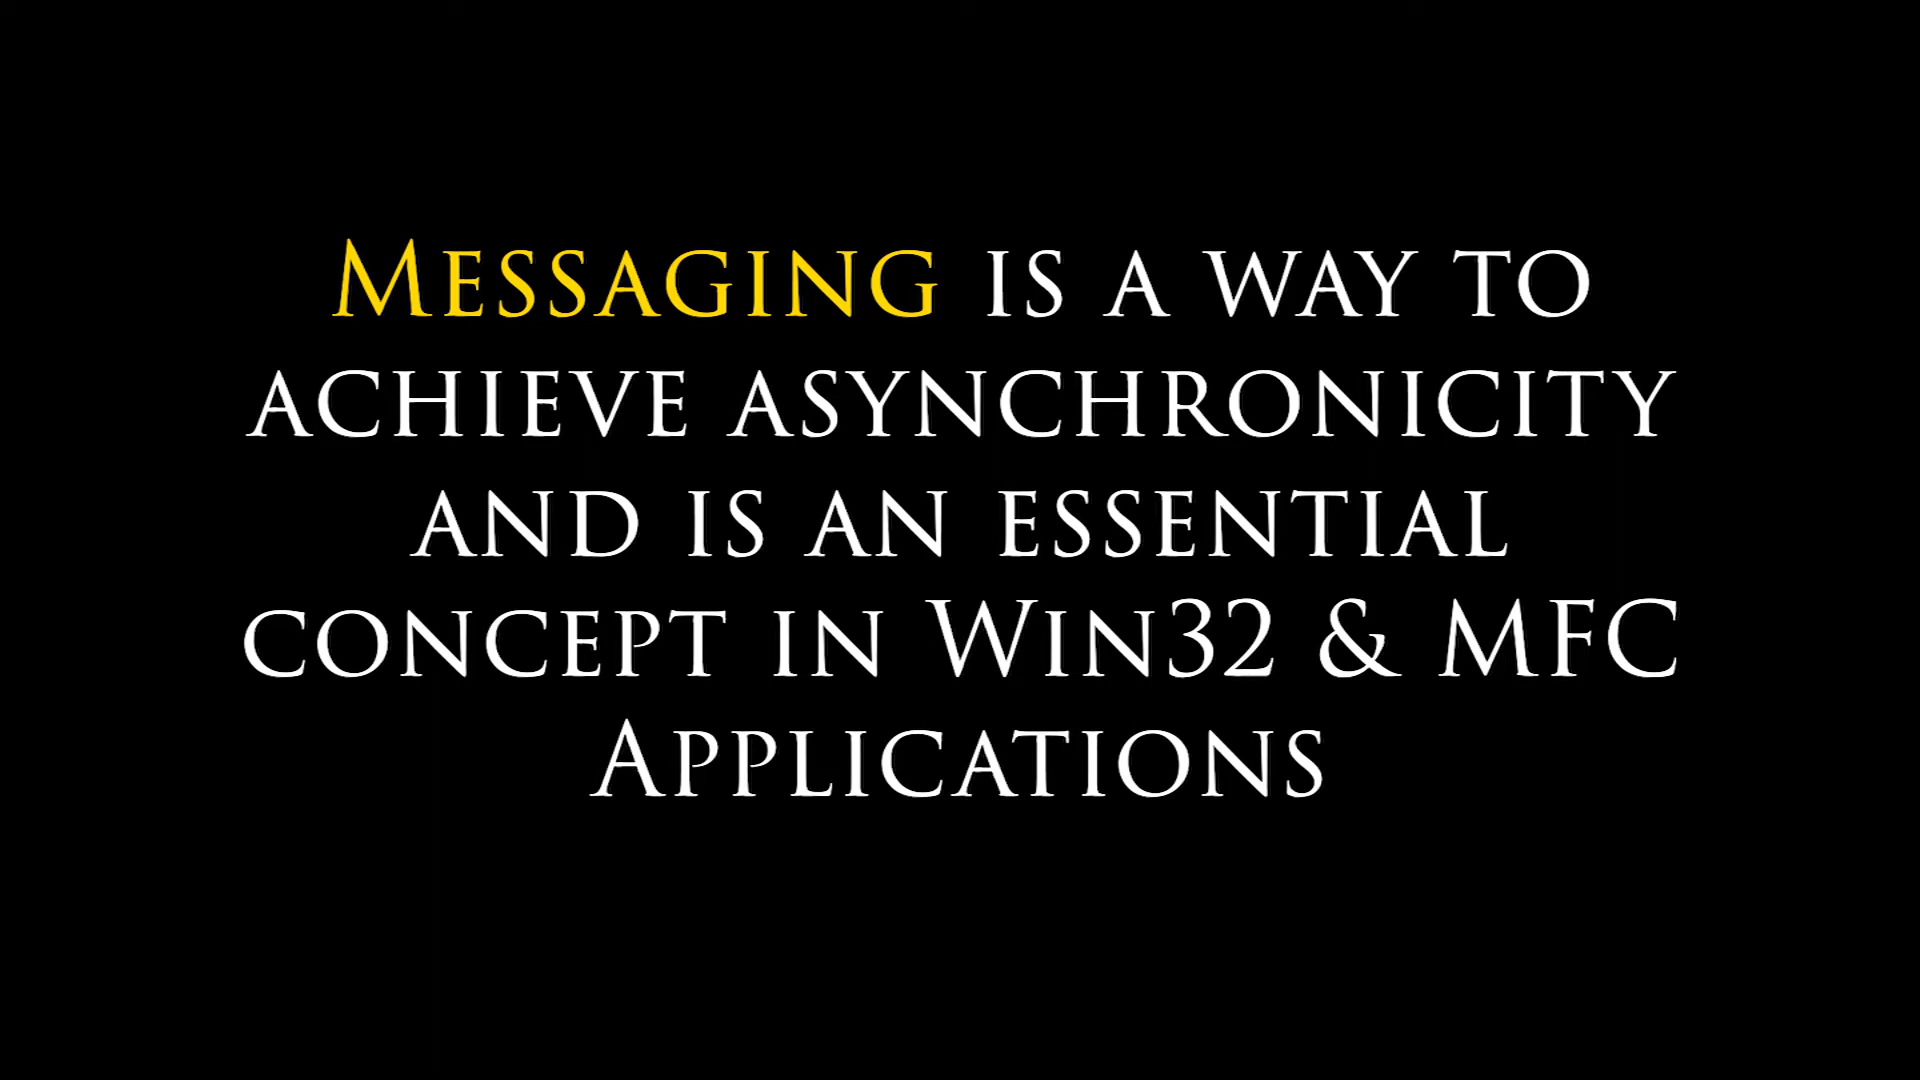 Messaging is a way to
achieve asynchronicity
and is an essential
concept in Win32 & MFC
Applications